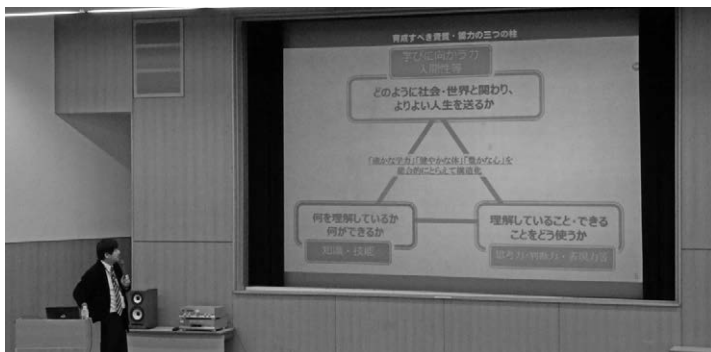 育成すべき資質・能力の三つの柱
学びに向かう力
人間性等
どのように社会・世界と関わり、
よりよい人生を送るか
「確かな学力」「健やかな体」「豊かな心」を
総合的にとらえて構造化
何を理解しているか
何ができるか
知識・技能
理解していること・できる
ことをどう使うか
思考力・判断力・表現力等